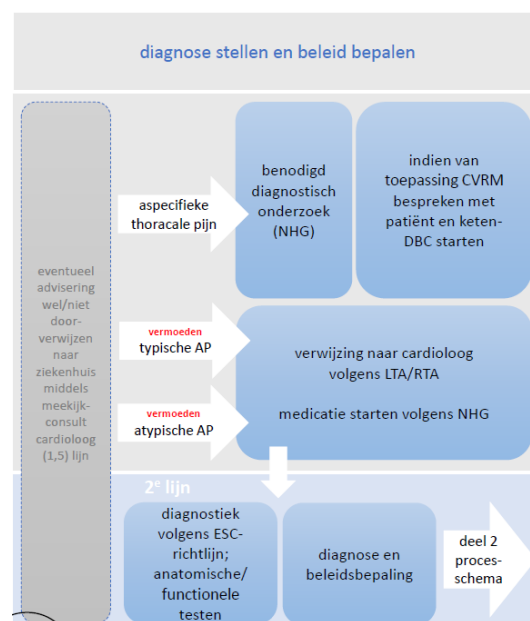 diagnose stellen en beleid bepalen
eventueel
advisering
wel/niet
door-
verwijzen
naar
ziekenhuis
middels
meekijk-
consult
cardioloog
(1,5) lijn
aspecifieke
thoracale pijn
benodigd
diagnostisch
onderzoek
(NHG)
indien van
toepassing CVRM
bespreken met
patiënt en keten-
DBC starten
vermoeden
typische AP
vermoeden
atypische AP
verwijzing naar cardioloog
volgens LTA/RTA
medicatie starten volgens NHG
2e lijn
diagnostiek
volgens ESC-
richtlijn;
anatomische/
functionele
testen
diagnose en
beleidsbepaling
deel 2
proces-
schema